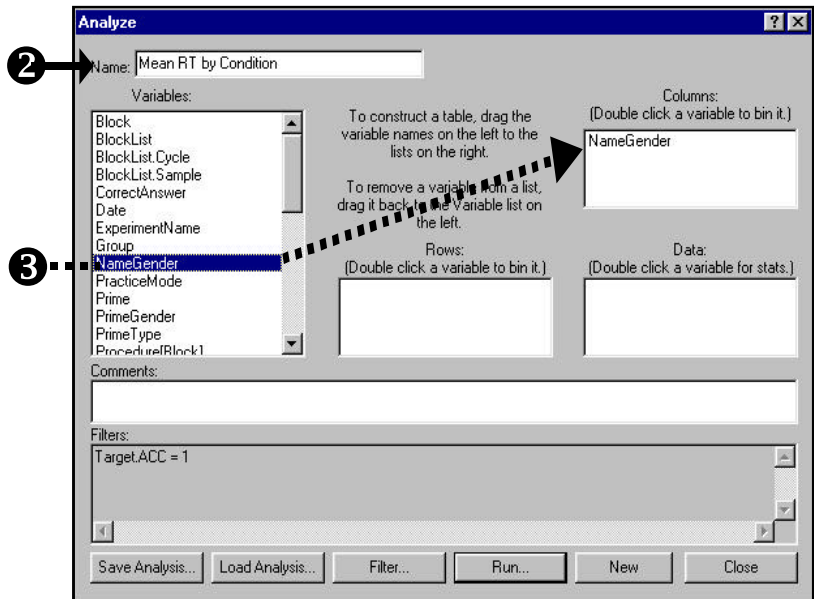 Analyze
2
Name: Mean RT by Condition
Variables:
Block
BlockList
BlockList.Cycle
BlockList.Sample
CorrectAnswer
Date
ExperimentName
Group
3
NameGender
PracticeMode
Prime
PrimeGender
PrimeType
Procedure[Block]
To construct a table, drag the
variable names on the left to the
lists on the right.
To remove a variable from a list,
drag it back to the Variable list on
the left.
Columns:
(Double click a variable to bin it.)
NameGender
Rows:
(Double click a variable to bin it.)
Data:
(Double click a variable for stats.)
Comments:
Filters:
Target.ACC = 1
Save Analysis...
Load Analysis...
Filter...
Run...
New
Close